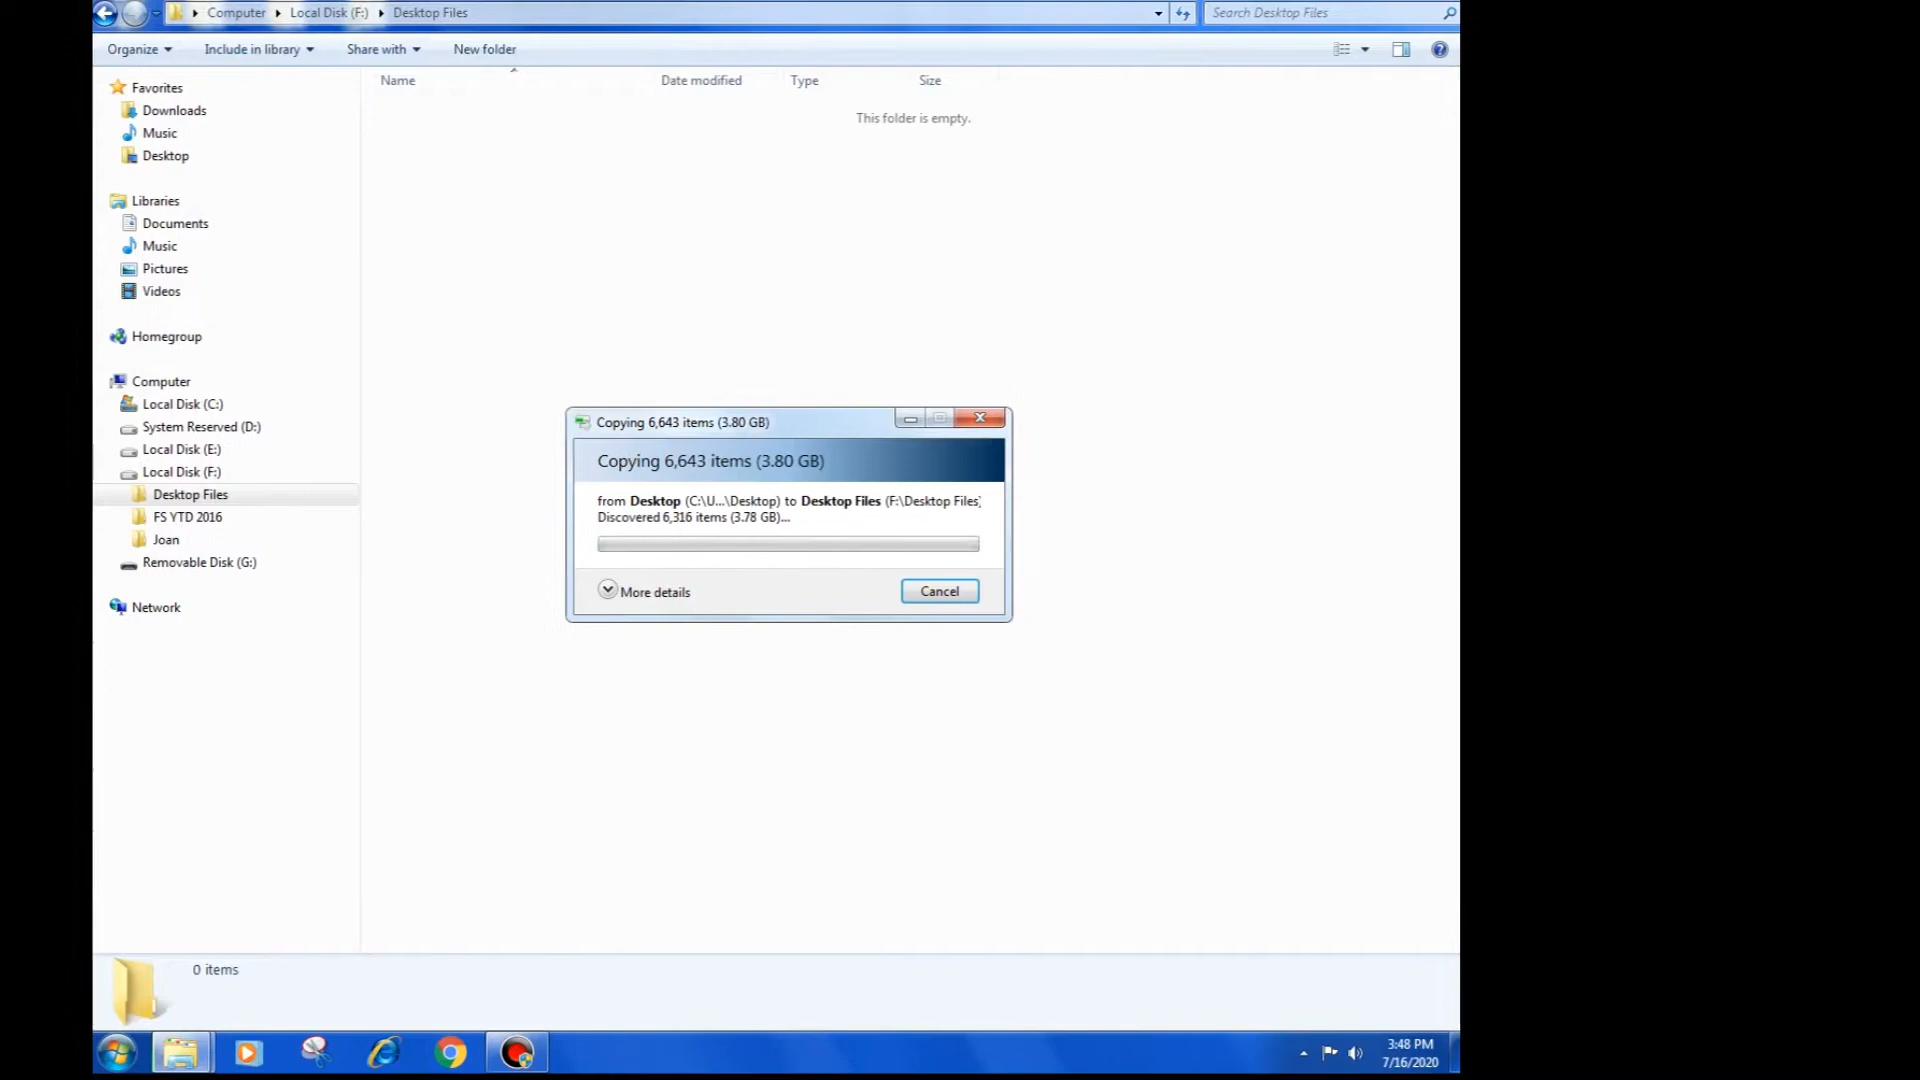 Computer Local Disk (F:) Desktop Files
Search Desktop Files
Organize Include in library Share with New folder
Name Date modified Type Size
This folder is empty.
Favorites
Downloads
Music
Desktop
Libraries
Documents
Music
Pictures
Videos
Homegroup
Computer
Local Disk (C:)
System Reserved (D:)
Local Disk (E:)
Local Disk (F:)
Desktop Files
FS YTD 2016
Joan
Removable Disk (G:)
Network
Copying 6,643 items (3.80 GB)
Copying 6,643 items (3.80 GB)
from Desktop (C:\U...\Desktop) to Desktop Files (F:\Desktop Files)
Discovered 6,316 items (3.78 GB)...
More details
Cancel
0 items
3:48 PM
7/16/2020